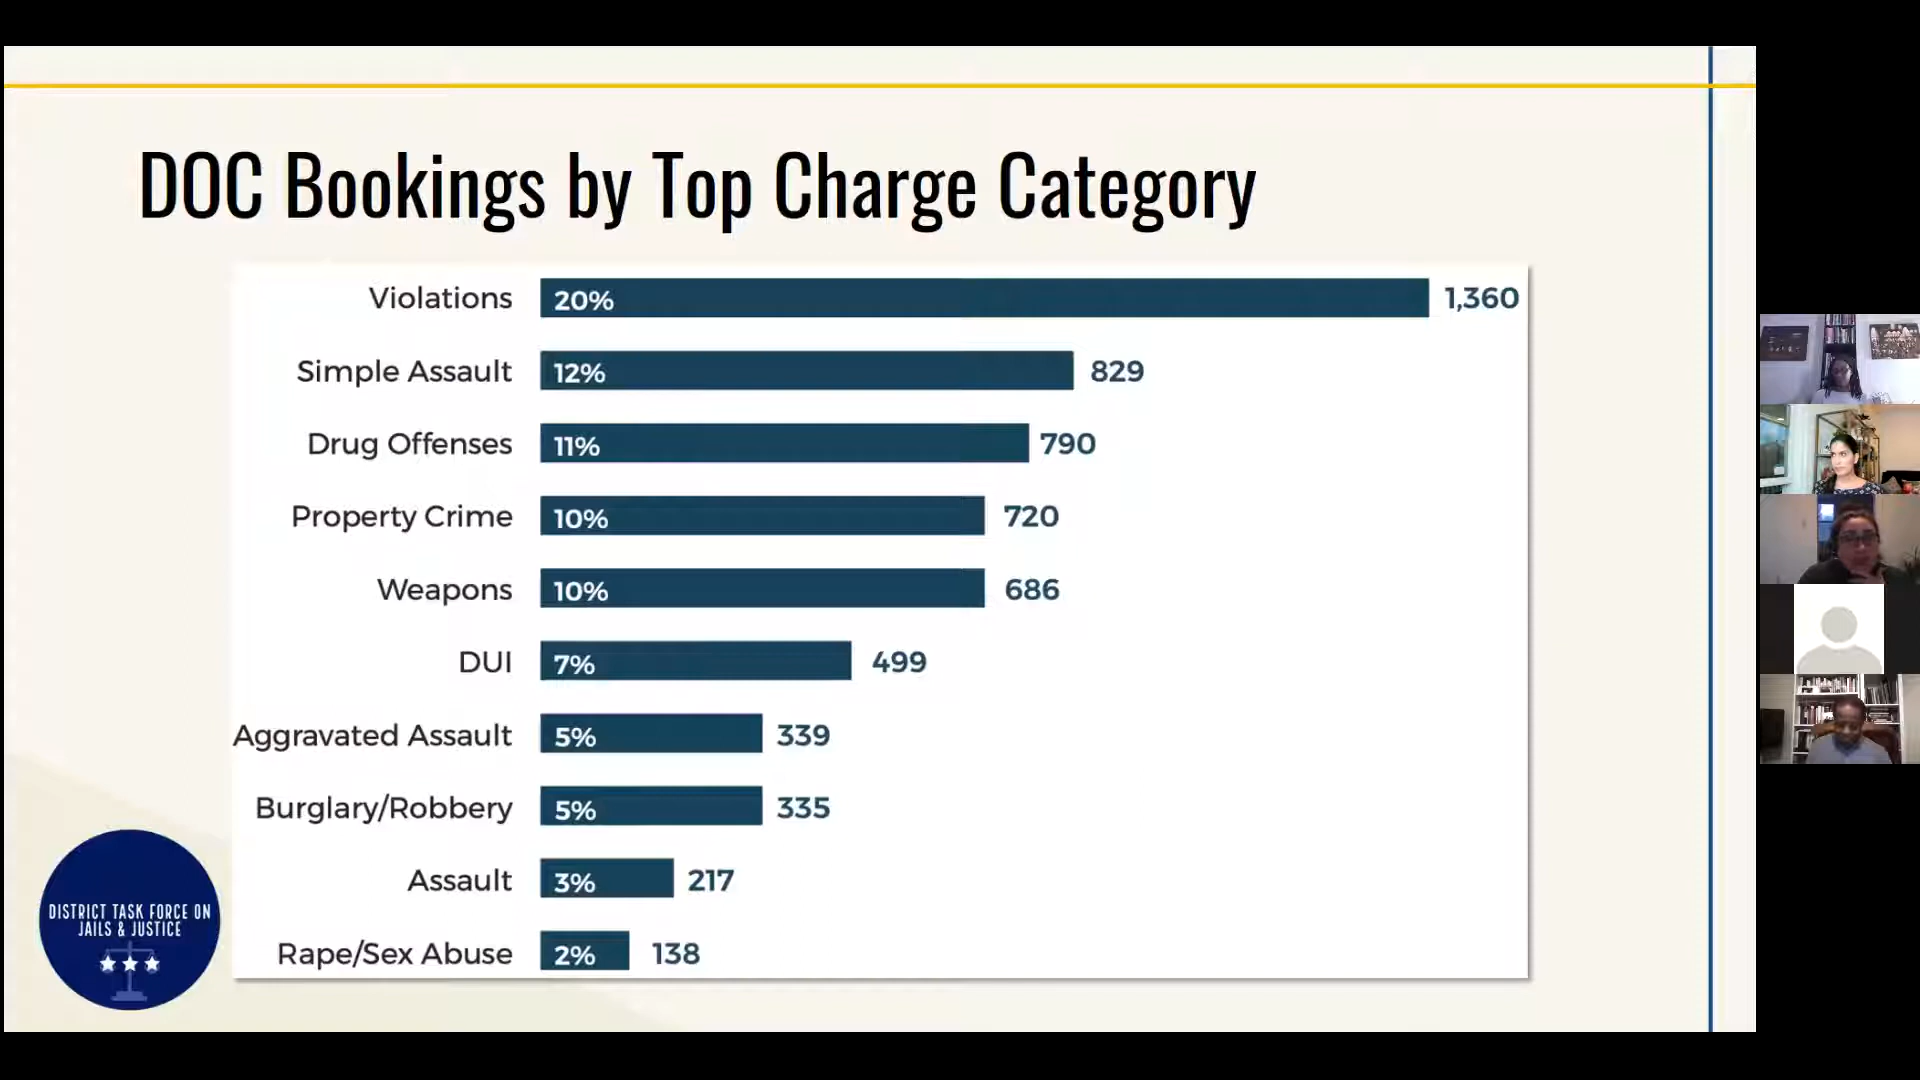 DOC Bookings by Top Charge Category
Violations 20% 1,360
Simple Assault 12% 829
Drug Offenses 11% 790
Property Crime 10% 720
Weapons 10% 686
DUI 7% 499
Aggravated Assault 5% 339
Burglary/Robbery 5% 335
Assault 3% 217
Rape/Sex Abuse 2% 138
DISTRICT TASK FORCE ON
JAILS & JUSTICE